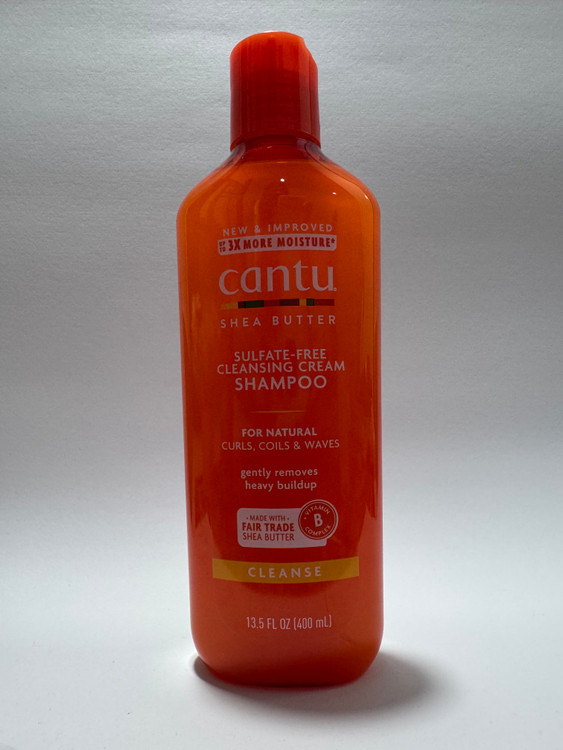 NEW & IMPROVED
UP TO 3X MORE MOISTURE*
cantu.
SHEA BUTTER
SULFATE-FREE
CLEANSING CREAM
SHAMPOO
FOR NATURAL
CURLS, COILS & WAVES
gently removes
heavy buildup
• MADE WITH •
FAIR TRADE
SHEA BUTTER
• VITAMIN •
B
COMPLEX
CLEANSE
13.5 FL OZ (400 mL)